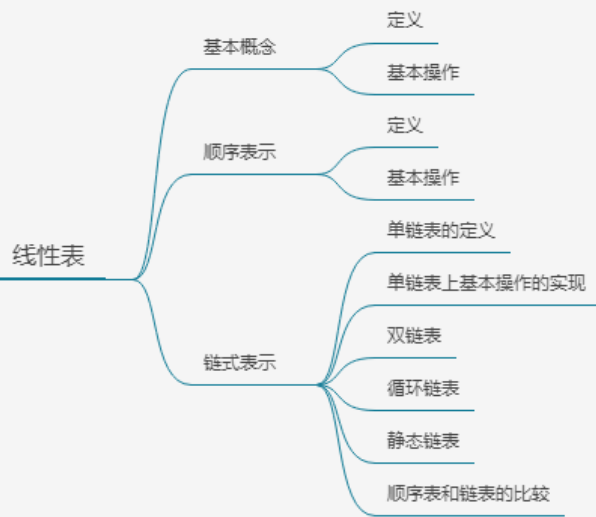 线性表
基本概念
定义
基本操作
顺序表示
定义
基本操作
链式表示
单链表的定义
单链表上基本操作的实现
双链表
循环链表
静态链表
顺序表和链表的比较